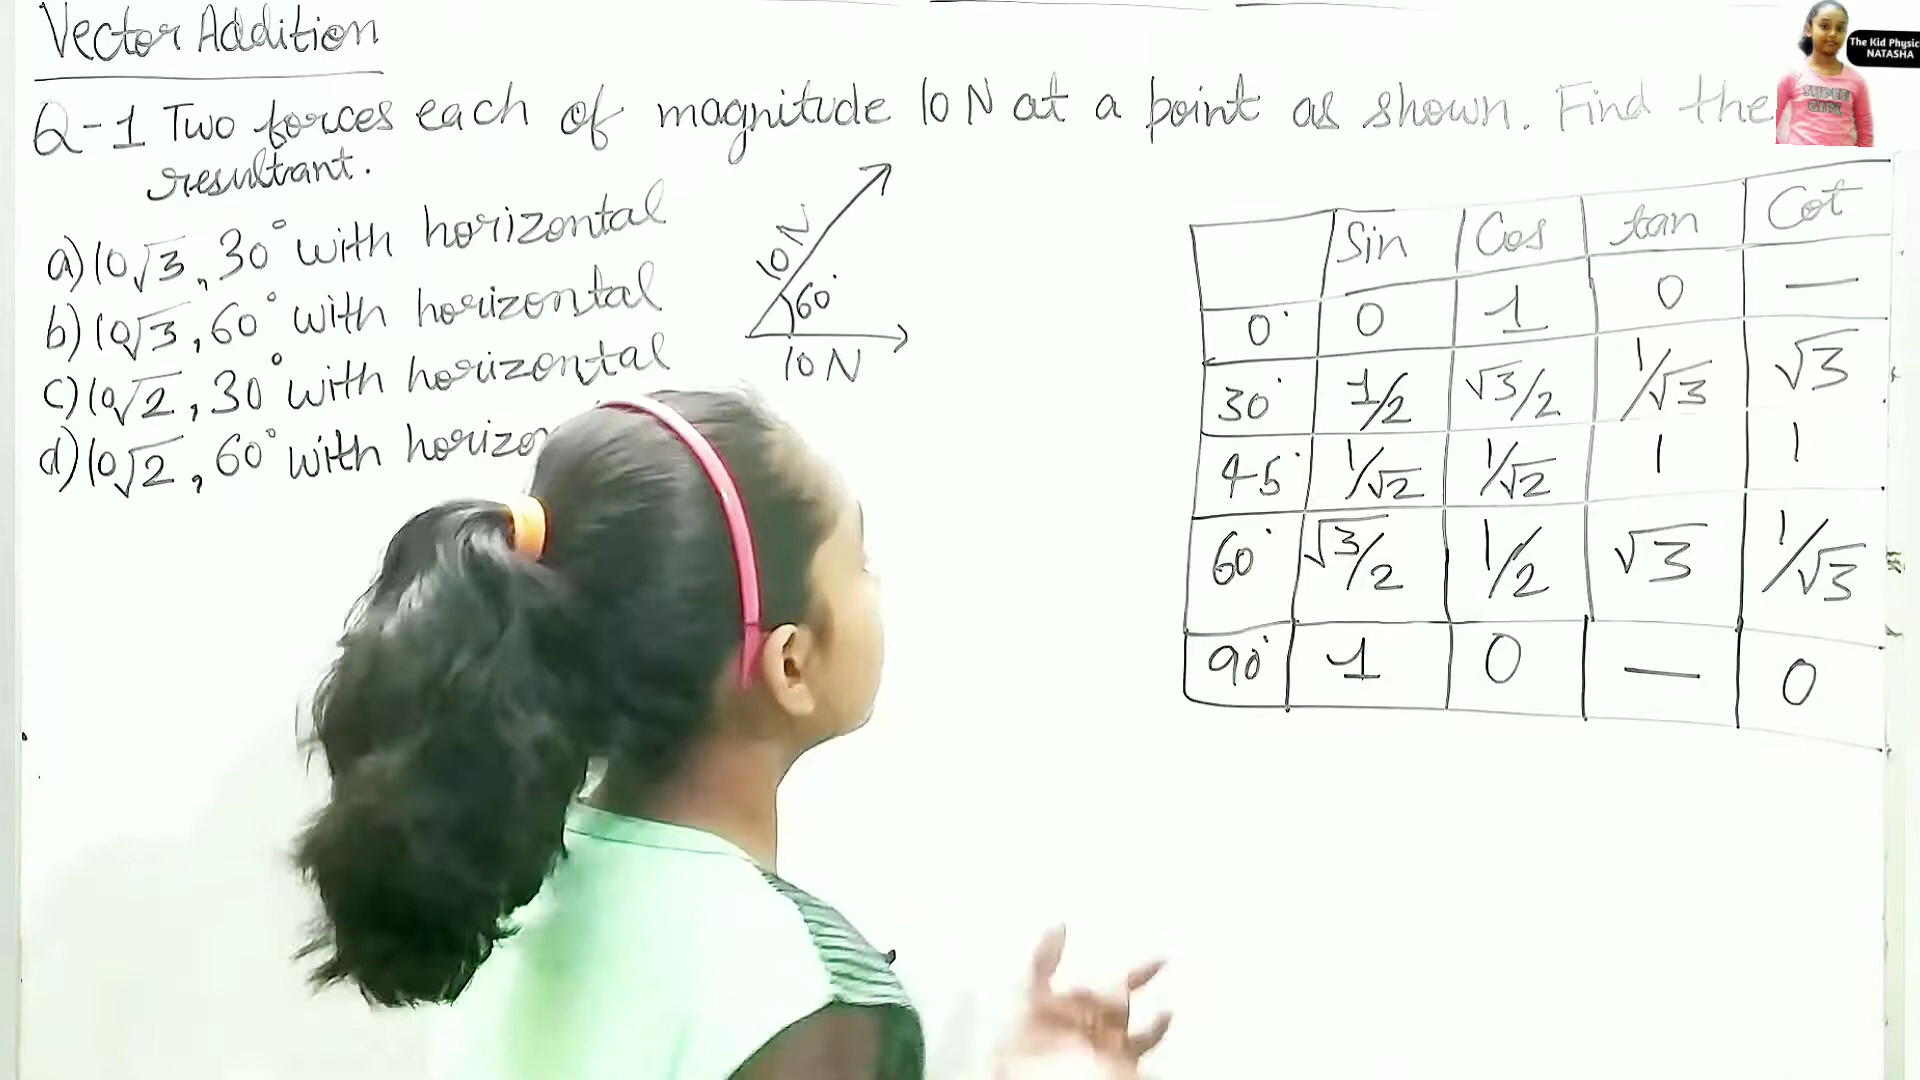 Vector Addition
Q-1 Two forces each of magnitude 10 N at a point as shown. Find the
resultant.
a) 10√3, 30° with horizontal
b) 10√3, 60° with horizontal
c) 10√2, 30° with horizontal
d) 10√2, 60° with
10 N
60°
10 N
Sin Cos tan Cot
0° 0 1 0 —
30° 1/2 √3/2 1/√3 √3
45° 1/√2 1/√2 1 1
60° √3/2 1/2 √3 1/√3
90° 1 0 — 0
The Kid
NATASHA
SUPER
GIRL